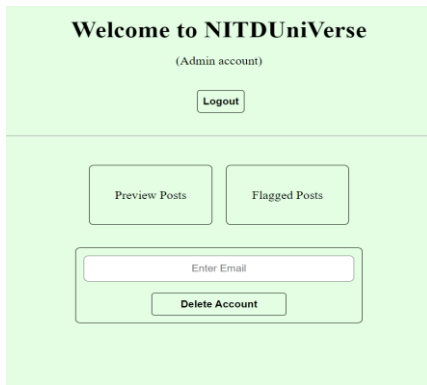 Welcome to NITDUniVerse
(Admin account)
Logout
Preview Posts
Flagged Posts
Enter Email
Delete Account